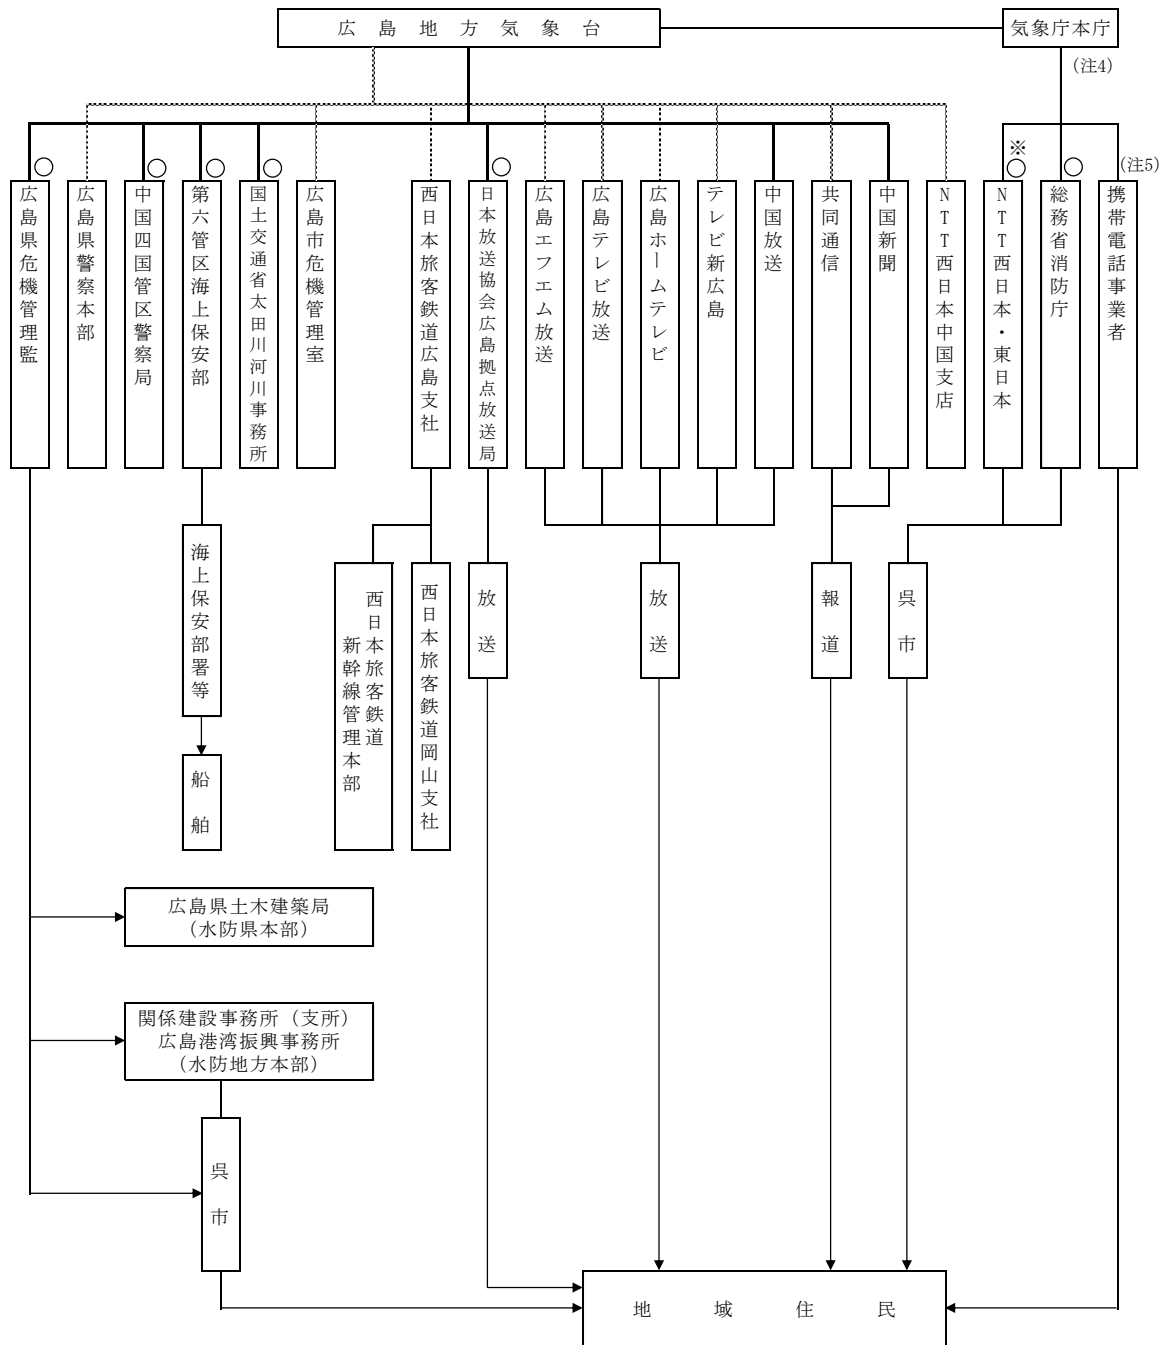 広島地方気象台
気象庁本庁
(注4)
※
(注5)
○
○
○
○
○
○
○
広島県危機管理監
広島県警察本部
中国四国管区警察局
第六管区海上保安部
国土交通省太田川河川事務所
広島市危機管理室
西日本旅客鉄道広島支社
日本放送協会広島拠点放送局
広島エフエム放送
広島テレビ放送
広島ホームテレビ
テレビ新広島
中国放送
共同通信
中国新聞
NTT西日本中国支店
NTT西日本・東日本
総務省消防庁
携帯電話事業者
海上保安部署等
船舶
西日本旅客鉄道
新幹線管理本部
西日本旅客鉄道岡山支社
放送
放送
報道
呉市
広島県土木建築局
(水防県本部)
関係建設事務所(支所)
広島港湾振興事務所
(水防地方本部)
呉市
地域住民